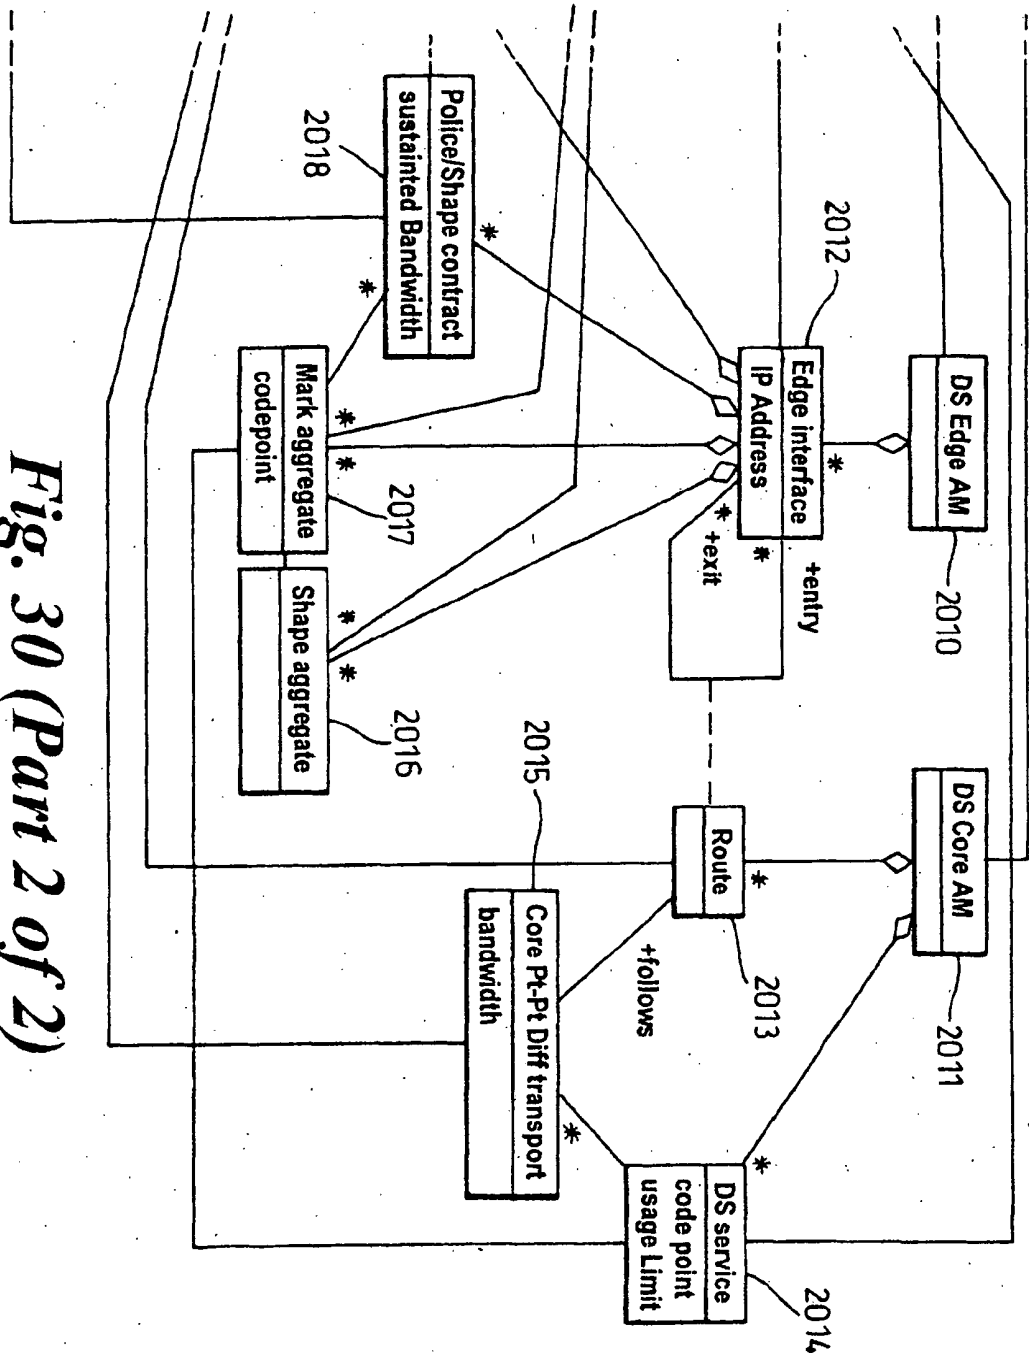 DS Edge AM
2010
DS Core AM
2011
2012
Edge interface
IP Address
*
+entry
*
*
+exit
Route
*
2013
+follows
DS service
code point
usage Limit
*
2014
2015
Core Pt-Pt Diff transport
bandwidth
*
Police/Shape contract
sustainted Bandwidth
*
*
2018
Mark aggregate
codepoint
*
*
2017
Shape aggregate
*
*
2016
Fig. 30 (Part 2 of 2)